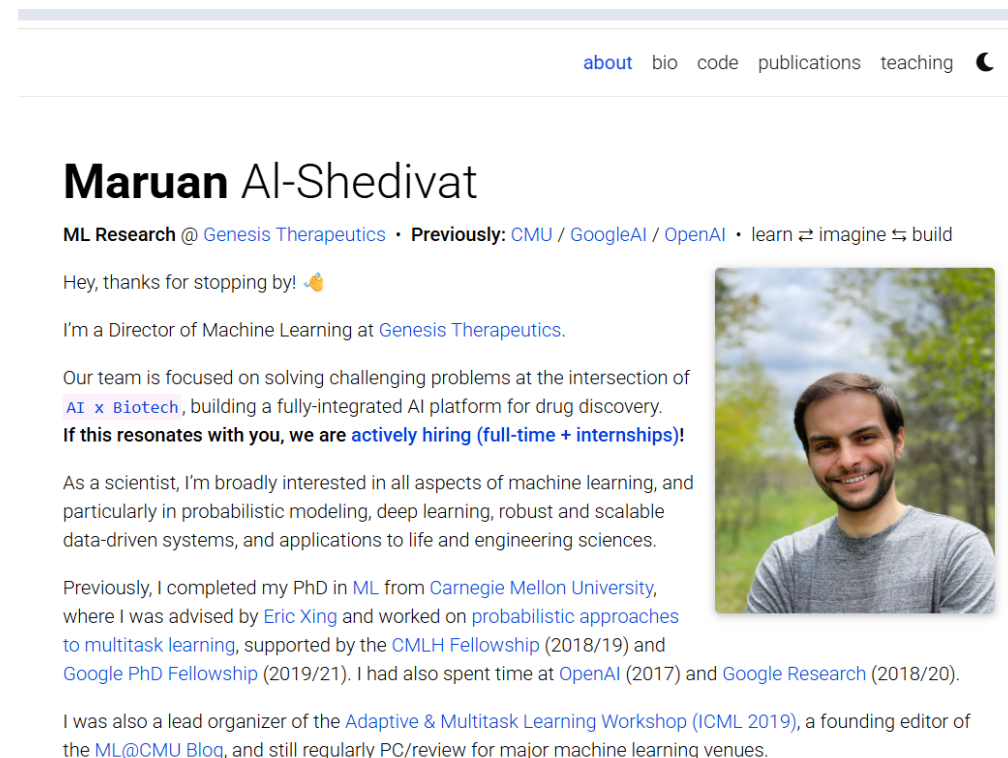 about bio code publications teaching
Maruan Al-Shedivat
ML Research @ Genesis Therapeutics • Previously: CMU / GoogleAI / OpenAI • learn ⇄ imagine ⇆ build
Hey, thanks for stopping by! 👋
I’m a Director of Machine Learning at Genesis Therapeutics.
Our team is focused on solving challenging problems at the intersection of
AI x Biotech, building a fully-integrated AI platform for drug discovery.
If this resonates with you, we are actively hiring (full-time + internships)!
As a scientist, I’m broadly interested in all aspects of machine learning, and
particularly in probabilistic modeling, deep learning, robust and scalable
data-driven systems, and applications to life and engineering sciences.
Previously, I completed my PhD in ML from Carnegie Mellon University,
where I was advised by Eric Xing and worked on probabilistic approaches
to multitask learning, supported by the CMLH Fellowship (2018/19) and
Google PhD Fellowship (2019/21). I had also spent time at OpenAI (2017) and Google Research (2018/20).
I was also a lead organizer of the Adaptive & Multitask Learning Workshop (ICML 2019), a founding editor of
the ML@CMU Blog, and still regularly PC/review for major machine learning venues.